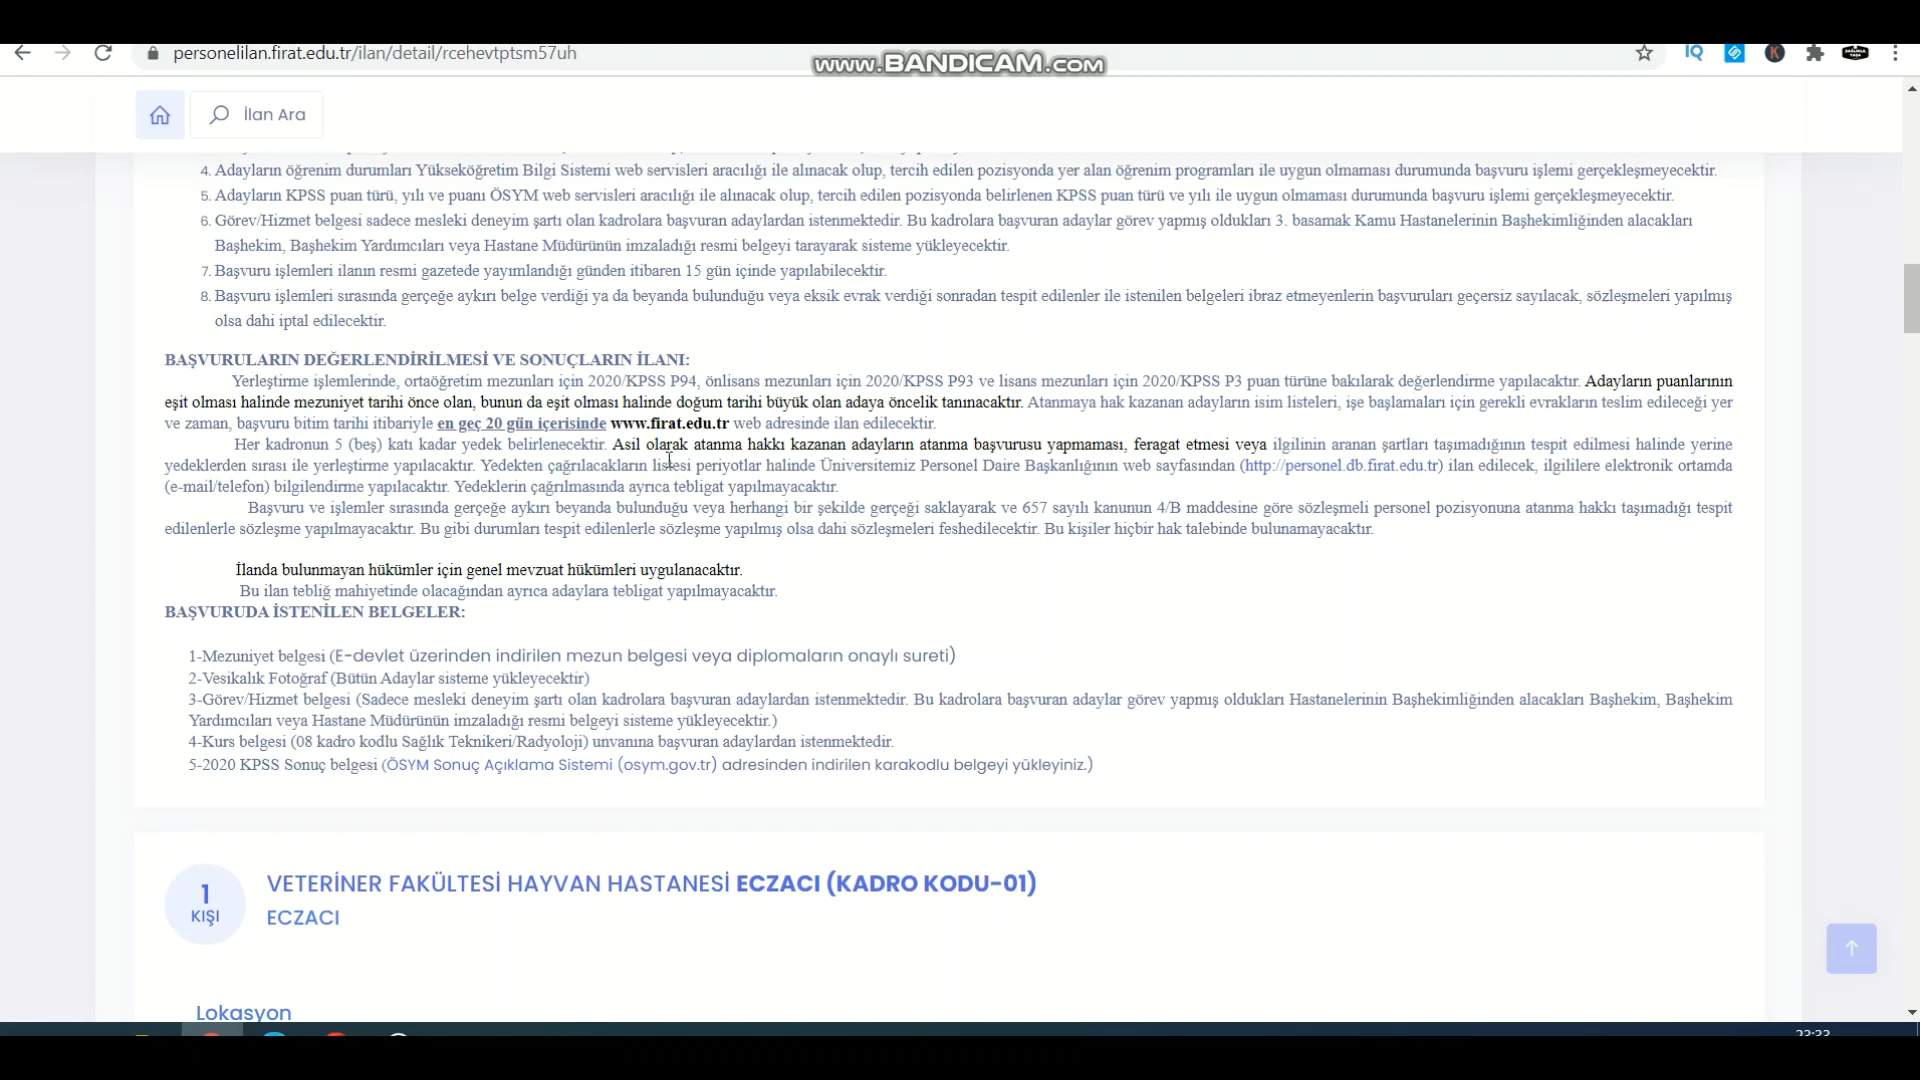 personelilan.firat.edu.tr/ilan/detail/rcehevtptsm57uh
www.BANDICAM.com
İlan Ara
4. Adayların öğrenim durumları Yükseköğretim Bilgi Sistemi web servisleri aracılığı ile alınacak olup, tercih edilen pozisyonda yer alan öğrenim programları ile uygun olmaması durumunda başvuru işlemi gerçekleşmeyecektir.
5. Adayların KPSS puan türü, yılı ve puanı ÖSYM web servisleri aracılığı ile alınacak olup, tercih edilen pozisyonda belirlenen KPSS puan türü ve yılı ile uygun olmaması durumunda başvuru işlemi gerçekleşmeyecektir.
6. Görev/Hizmet belgesi sadece mesleki deneyim şartı olan kadrolara başvuran adaylardan istenmektedir. Bu kadrolara başvuran adaylar görev yapmış oldukları 3. basamak Kamu Hastanelerinin Başhekimliğinden alacakları
Başhekim, Başhekim Yardımcıları veya Hastane Müdürünün imzaladığı resmi belgeyi tarayarak sisteme yükleyecektir.
7. Başvuru işlemleri ilanın resmi gazetede yayımlandığı günden itibaren 15 gün içinde yapılabilecektir.
8. Başvuru işlemleri sırasında gerçeğe aykırı belge verdiği ya da beyanda bulunduğu veya eksik evrak verdiği sonradan tespit edilenler ile istenilen belgeleri ibraz etmeyenlerin başvuruları geçersiz sayılacak, sözleşmeleri yapılmış
olsa dahi iptal edilecektir.
BAŞVURULARIN DEĞERLENDİRİLMESİ VE SONUÇLARIN İLANI:
Yerleştirme işlemlerinde, ortaöğretim mezunları için 2020/KPSS P94, önlisans mezunları için 2020/KPSS P93 ve lisans mezunları için 2020/KPSS P3 puan türüne bakılarak değerlendirme yapılacaktır. Adayların puanlarının
eşit olması halinde mezuniyet tarihi önce olan, bunun da eşit olması halinde doğum tarihi büyük olan adaya öncelik tanınacaktır. Atanmaya hak kazanan adayların isim listeleri, işe başlamaları için gerekli evrakların teslim edileceği yer
ve zaman, başvuru bitim tarihi itibariyle en geç 20 gün içerisinde www.firat.edu.tr web adresinde ilan edilecektir.
Her kadronun 5 (beş) katı kadar yedek belirlenecektir. Asil olarak atanma hakkı kazanan adayların atanma başvurusu yapmaması, feragat etmesi veya ilgilinin aranan şartları taşımadığının tespit edilmesi halinde yerine
yedeklerden sırası ile yerleştirme yapılacaktır. Yedekten çağrılacakların listesi periyotlar halinde Üniversitemiz Personel Daire Başkanlığının web sayfasından (http://personel.db.firat.edu.tr) ilan edilecek, ilgililere elektronik ortamda
(e-mail/telefon) bilgilendirme yapılacaktır. Yedeklerin çağrılmasında ayrıca tebligat yapılmayacaktır.
Başvuru ve işlemler sırasında gerçeğe aykırı beyanda bulunduğu veya herhangi bir şekilde gerçeği saklayarak ve 657 sayılı kanunun 4/B maddesine göre sözleşmeli personel pozisyonuna atanma hakkı taşımadığı tespit
edilenlerle sözleşme yapılmayacaktır. Bu gibi durumları tespit edilenlerle sözleşme yapılmış olsa dahi sözleşmeleri feshedilecektir. Bu kişiler hiçbir hak talebinde bulunamayacaktır.
İlanda bulunmayan hükümler için genel mevzuat hükümleri uygulanacaktır.
Bu ilan tebliğ mahiyetinde olacağından ayrıca adaylara tebligat yapılmayacaktır.
BAŞVURUDA İSTENİLEN BELGELER:
1-Mezuniyet belgesi (E-devlet üzerinden indirilen mezun belgesi veya diplomaların onaylı sureti)
2-Vesikalık Fotoğraf (Bütün Adaylar sisteme yükleyecektir)
3-Görev/Hizmet belgesi (Sadece mesleki deneyim şartı olan kadrolara başvuran adaylardan istenmektedir. Bu kadrolara başvuran adaylar görev yapmış oldukları Hastanelerinin Başhekimliğinden alacakları Başhekim, Başhekim
Yardımcıları veya Hastane Müdürünün imzaladığı resmi belgeyi sisteme yükleyecektir.)
4-Kurs belgesi (08 kadro kodlu Sağlık Teknikeri/Radyoloji) unvanına başvuran adaylardan istenmektedir.
5-2020 KPSS Sonuç belgesi (ÖSYM Sonuç Açıklama Sistemi (osym.gov.tr) adresinden indirilen karakodlu belgeyi yükleyiniz.)
1
KIŞI
VETERİNER FAKÜLTESİ HAYVAN HASTANESİ ECZACI (KADRO KODU-01)
ECZACI
Lokasyon